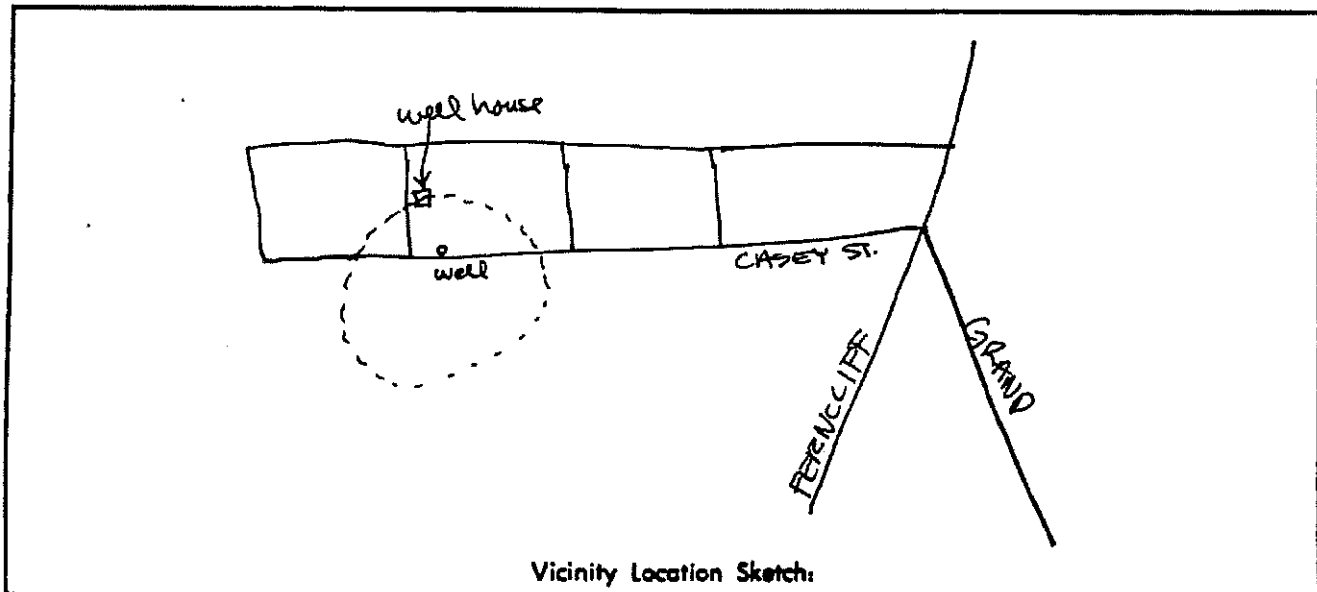 well house
well
CASEY ST.
FERNCLIFF
GRAND
Vicinity Location Sketch: